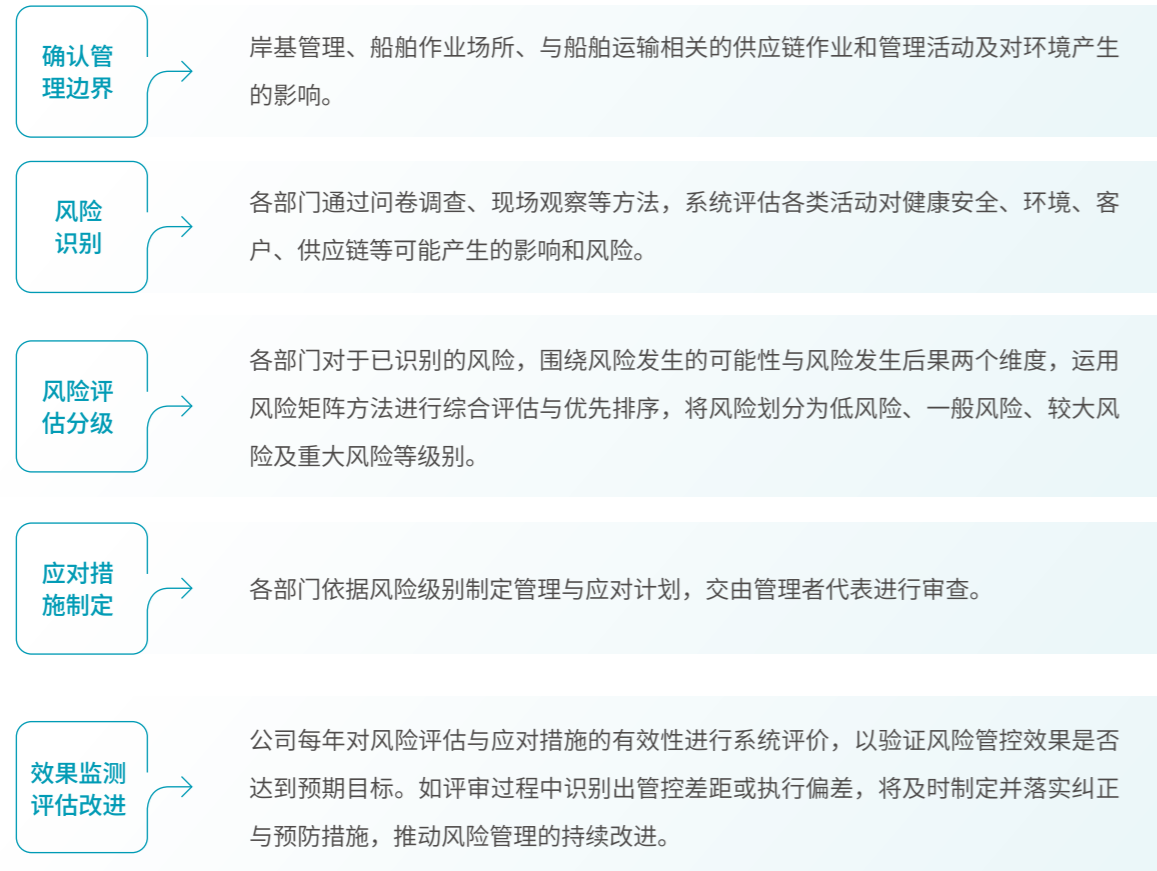 确认管
理边界
岸基管理、船舶作业场所、与船舶运输相关的供应链作业和管理活动及对环境产生
的影响。
风险
识别
各部门通过问卷调查、现场观察等方法，系统评估各类活动对健康安全、环境、客
户、供应链等可能产生的影响和风险。
风险评
估分级
各部门对于已识别的风险，围绕风险发生的可能性与风险发生后果两个维度，运用
风险矩阵方法进行综合评估与优先排序，将风险划分为低风险、一般风险、较大风
险及重大风险等级别。
应对措
施制定
各部门依据风险级别制定管理与应对计划，交由管理者代表进行审查。
效果监测
评估改进
公司每年对风险评估与应对措施的有效性进行系统评价，以验证风险管控效果是否
达到预期目标。如评审过程中识别出管控差距或执行偏差，将及时制定并落实纠正
与预防措施，推动风险管理的持续改进。